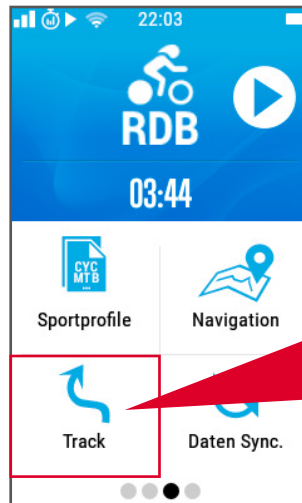 22:03
RDB
03:44
CYC
MTB
...
Sportprofile
Navigation
Track
Daten Sync.